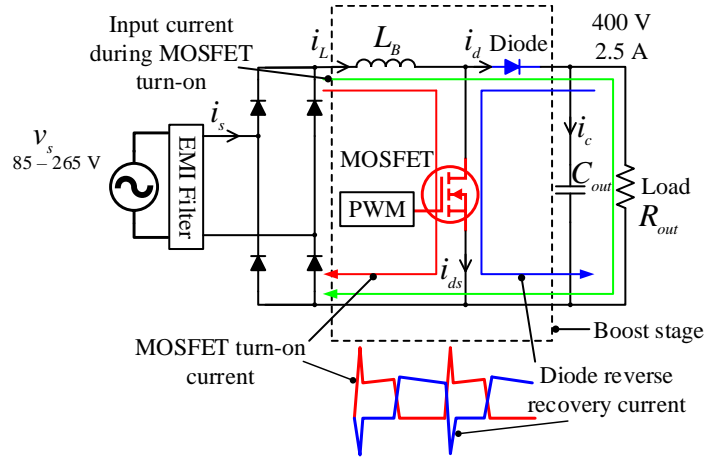 Input current
during MOSFET
turn-on
i_L
L_B
i_d
Diode
400 V
2.5 A
v_s
85 – 265 V
EMI Filter
i_s
MOSFET
PWM
i_ds
i_c
C_out
Load
R_out
Boost stage
MOSFET turn-on
current
Diode reverse
recovery current